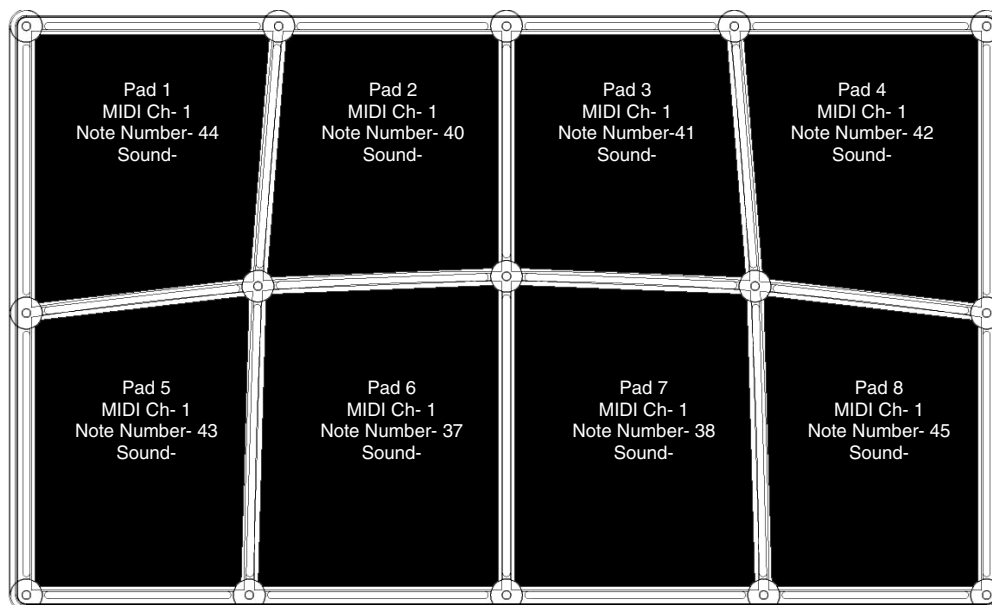 Pad 1
MIDI Ch- 1
Note Number- 44
Sound-
Pad 2
MIDI Ch- 1
Note Number- 40
Sound-
Pad 3
MIDI Ch- 1
Note Number-41
Sound-
Pad 4
MIDI Ch- 1
Note Number- 42
Sound-
Pad 5
MIDI Ch- 1
Note Number- 43
Sound-
Pad 6
MIDI Ch- 1
Note Number- 37
Sound-
Pad 7
MIDI Ch- 1
Note Number- 38
Sound-
Pad 8
MIDI Ch- 1
Note Number- 45
Sound-